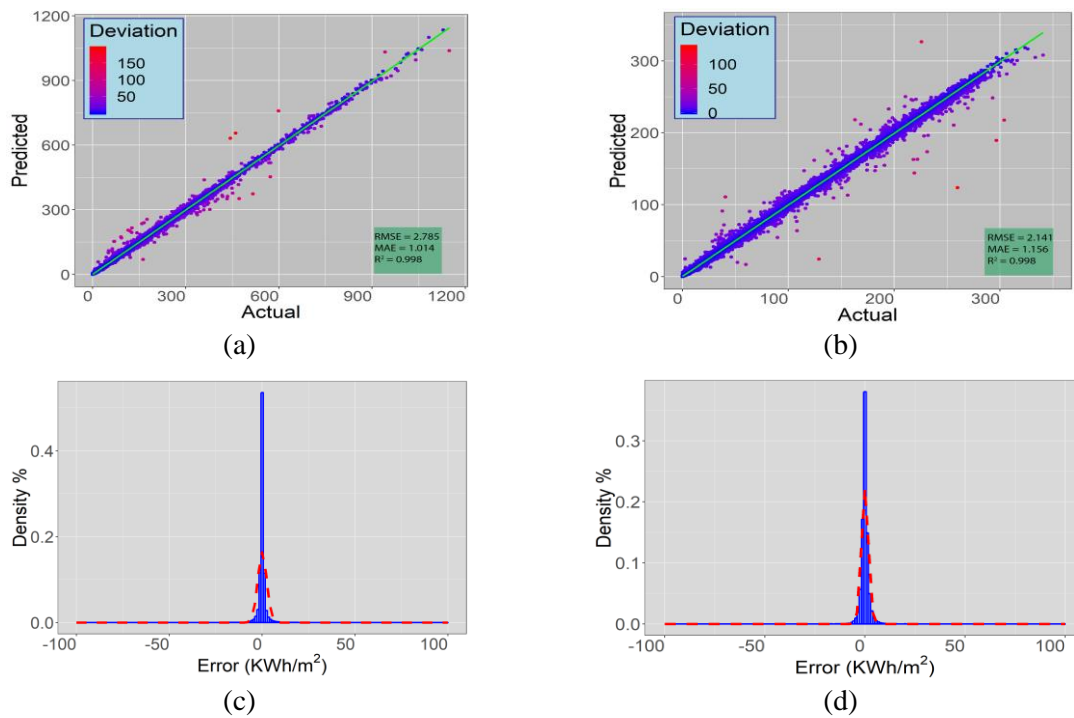 1200
Deviation
150
100
50
900
600
300
0
Predicted
RMSE = 2.785
MAE = 1.014
R² = 0.998
0 300 600 900 1200
Actual
(a)
Deviation
100
50
0
300
200
100
0
Predicted
RMSE = 2.141
MAE = 1.156
R² = 0.998
0 100 200 300
Actual
(b)
0.4
0.2
0.0
Density %
-100 -50 0 50 100
Error (KWh/m²)
(c)
0.3
0.2
0.1
0.0
Density %
-100 -50 0 50 100
Error (KWh/m²)
(d)